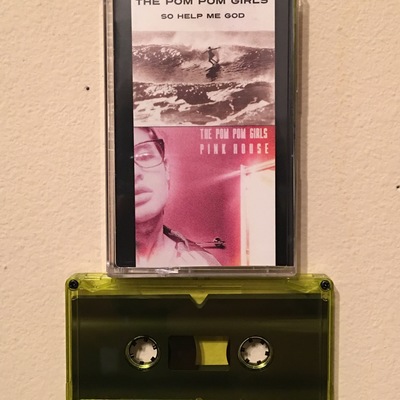 THE POM POM GIRLS
SO HELP ME GOD
THE POM POM GIRLS
PINK HOUSE